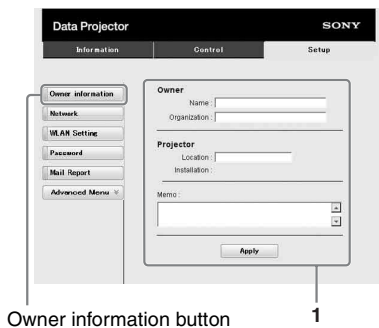 Data Projector
SONY
Information
Control
Setup
Owner information
Network
WLAN Setting
Password
Mail Report
Advanced Menu
Owner
Name :
Organization :
Projector
Location :
Installation :
Memo :
Apply
Owner information button
1